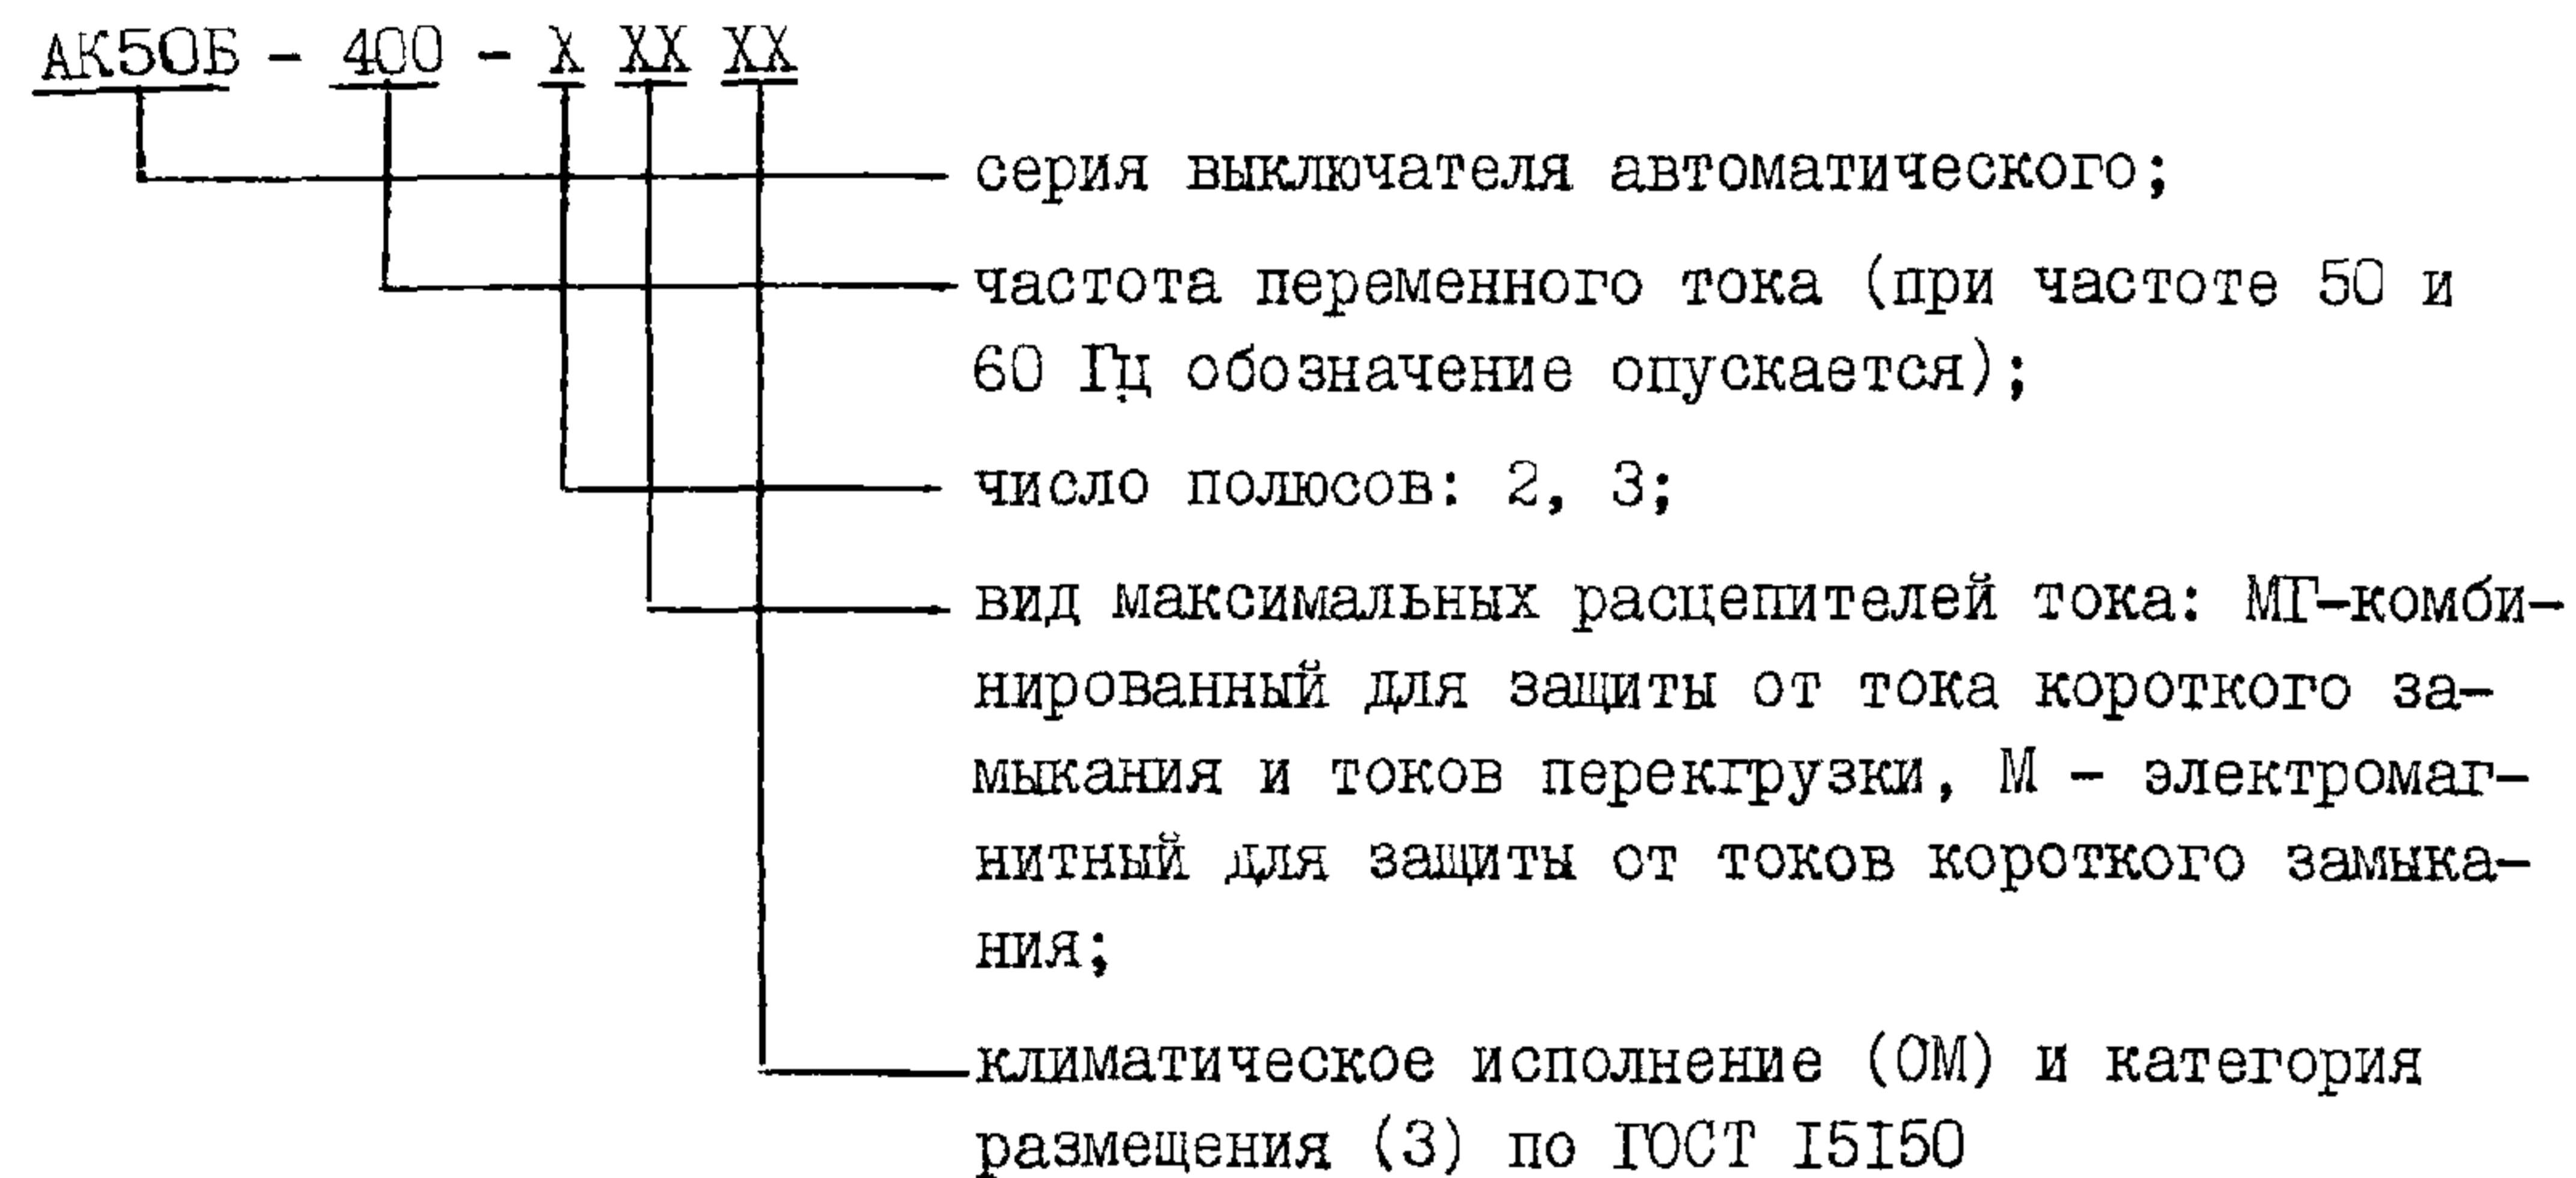 АК50Б - 400 - Х ХХ ХХ
серия выключателя автоматического;
частота переменного тока (при частоте 50 и
60 Гц обозначение опускается);
число полюсов: 2, 3;
вид максимальных расцепителей тока: МГ-комби-
нированный для защиты от тока короткого за-
мыкания и токов перекгрузки, М - электромаг-
нитный для защиты от токов короткого замыка-
ния;
климатическое исполнение (ОМ) и категория
размещения (3) по ГОСТ I5I50